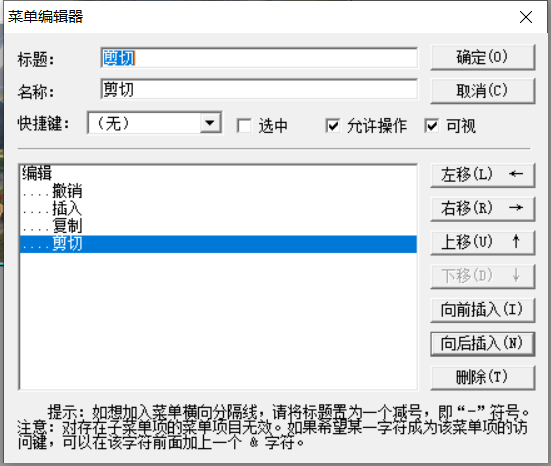 菜单编辑器
标题： 剪切 确定(O)
名称： 剪切 取消(C)
快捷键： （无） 选中 允许操作 可视
编辑
....撤销
....插入
....复制
....剪切
左移(L) ←
右移(R) →
上移(U) ↑
下移(D) ↓
向前插入(I)
向后插入(N)
删除(T)
提示：如想加入菜单横向分隔线，请将标题置为一个减号，即“-”符号。
注意：对存在子菜单项的菜单项目无效。如果希望某一字符成为该菜单项的访
问键，可以在该字符前面加上一个 & 字符。